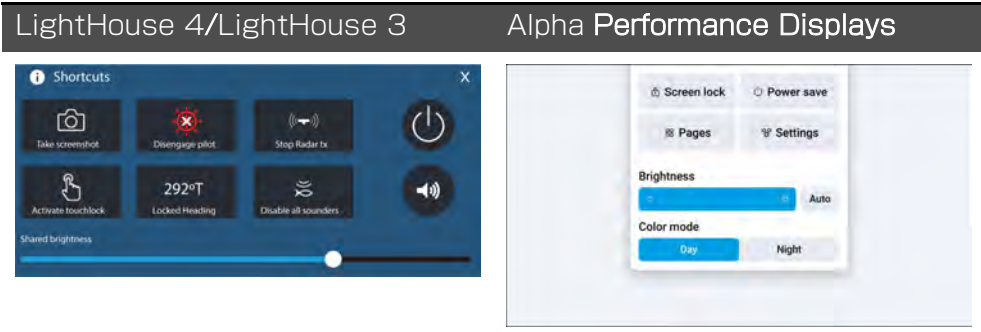 LightHouse 4/LightHouse 3
Alpha Performance Displays
i Shortcuts X
Take screenshot Disengage pilot Stop Radar tx
292°T
Activate touchlock Locked Heading Disable all sounders
Shared brightness
Screen lock Power save
Pages Settings
Brightness
Auto
Color mode
Day Night